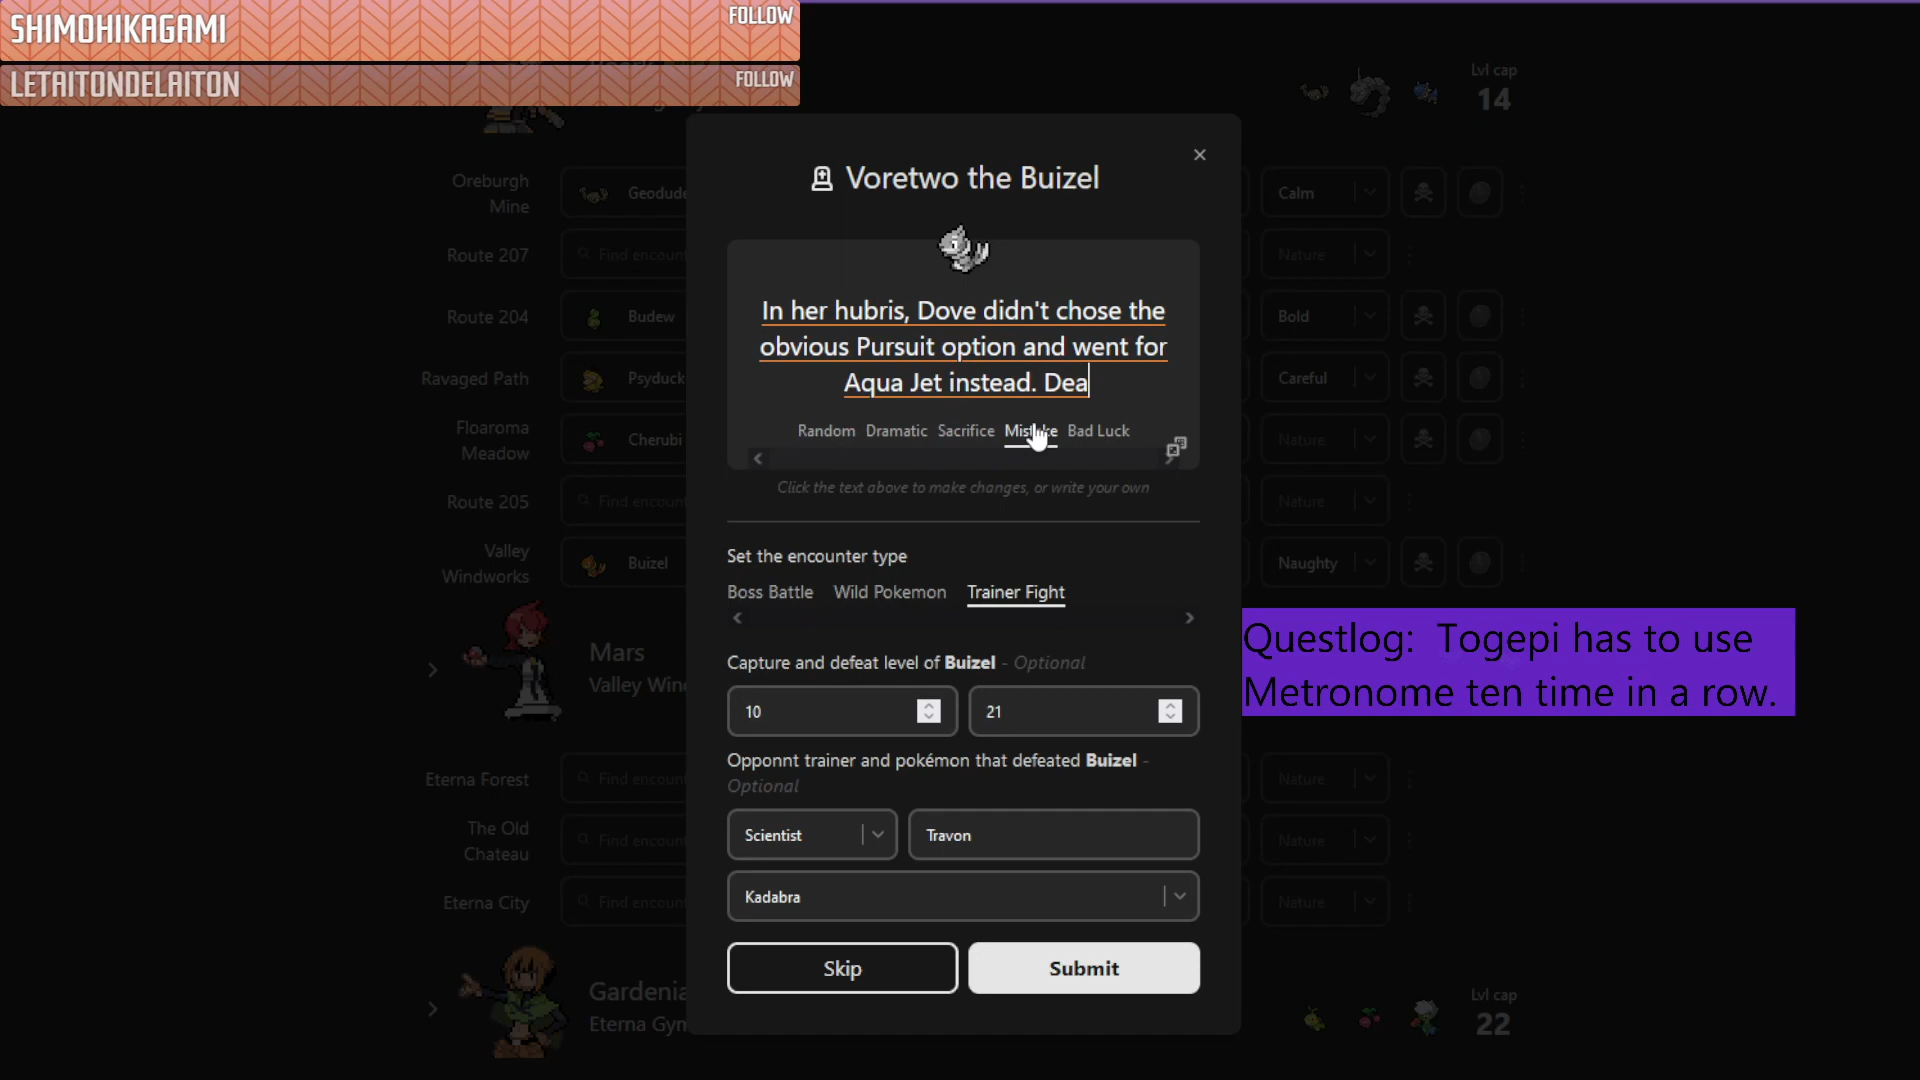 SHIMOHIKAGAMI
FOLLOW
LETAITONDELAITON
FOLLOW
Lvl cap
14
Voretwo the Buizel
Oreburgh
Mine
Geodude
Calm
Route 207
Find encoun
Nature
Route 204
Budew
Bold
Ravaged Path
Psyduck
Careful
Floaroma
Meadow
Cherubi
Nature
Route 205
Find encoun
Nature
Valley
Windworks
Buizel
Naughty
In her hubris, Dove didn't chose the
obvious Pursuit option and went for
Aqua Jet instead. Dea
Random Dramatic Sacrifice Mistake Bad Luck
Click the text above to make changes, or write your own
Set the encounter type
Boss Battle Wild Pokemon Trainer Fight
Mars
Valley Win
Questlog: Togepi has to use
Metronome ten time in a row.
Capture and defeat level of Buizel - Optional
10
21
Opponnt trainer and pokémon that defeated Buizel -
Optional
Eterna Forest
Find encoun
Nature
The Old
Chateau
Find encoun
Nature
Scientist
Travon
Eterna City
Find encoun
Nature
Kadabra
Skip
Submit
Gardenia
Eterna Gyn
Lvl cap
22